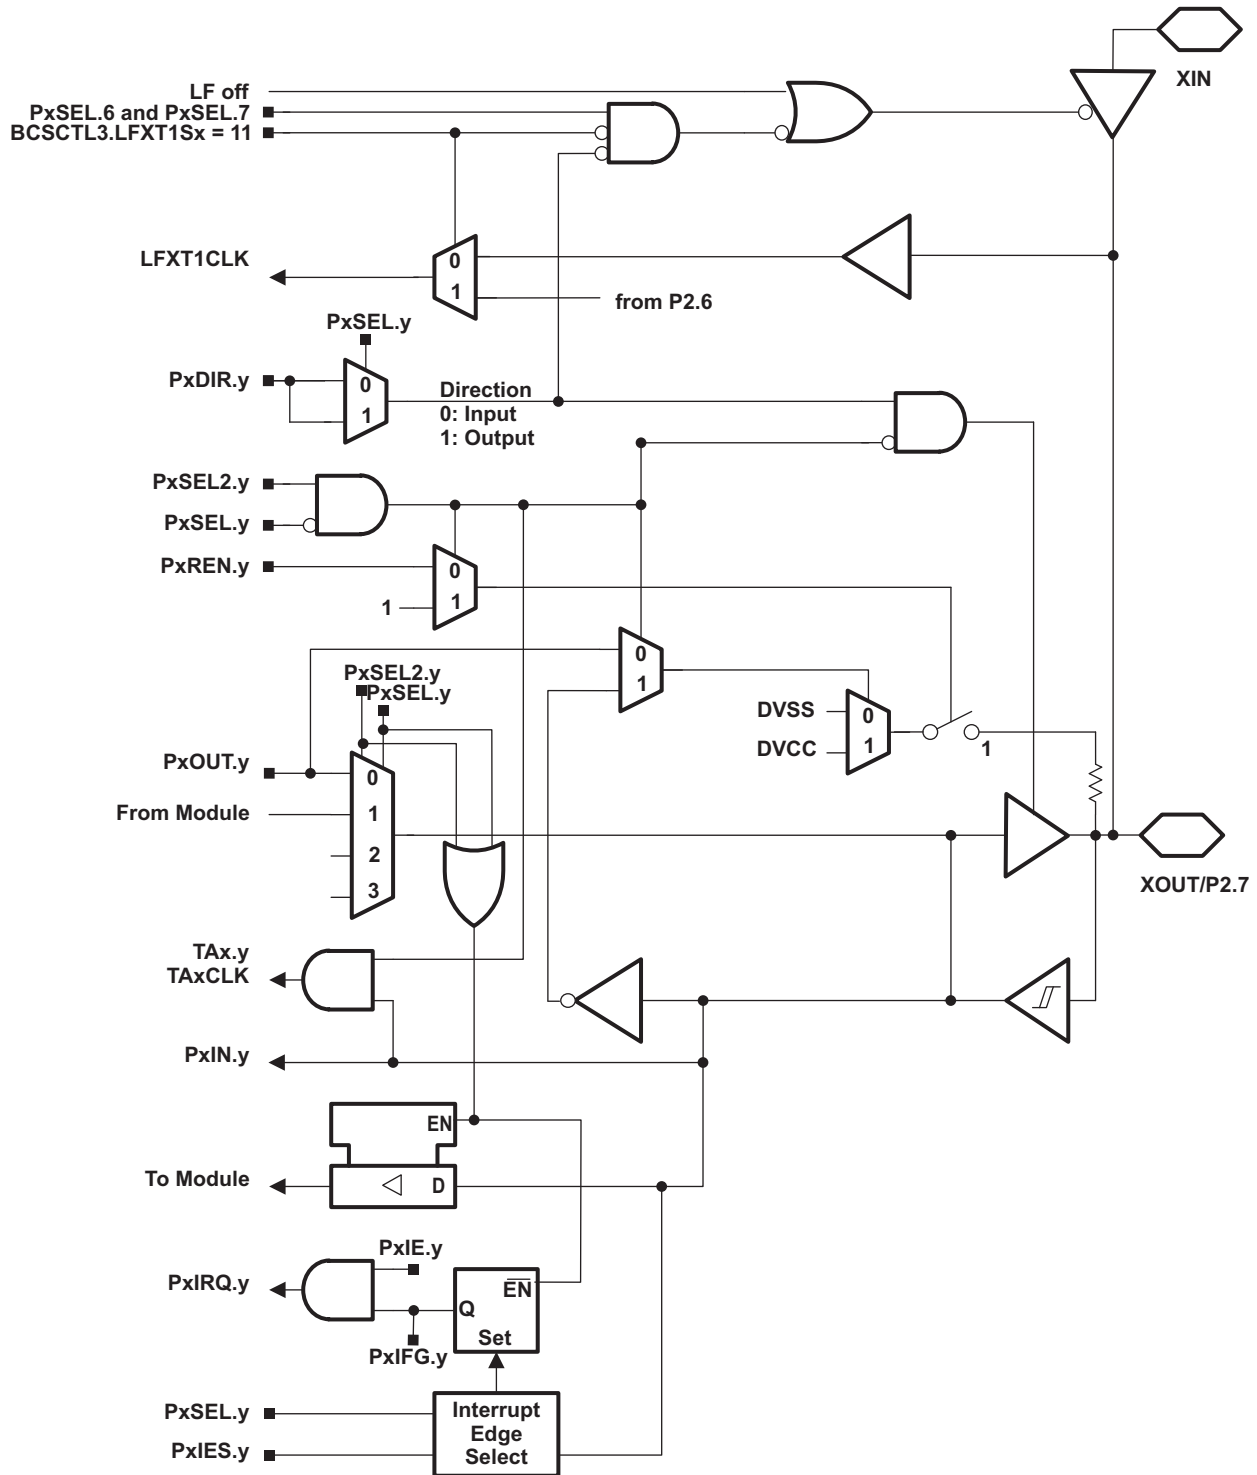 XIN
LF off
PxSEL.6 and PxSEL.7
BCSCTL3.LFXT1Sx = 11
LFXT1CLK
0
1
from P2.6
PxSEL.y
PxDIR.y
0
1
Direction
0: Input
1: Output
PxSEL2.y
PxSEL.y
PxREN.y
0
1
1
0
1
PxSEL2.y
PxSEL.y
DVSS
DVCC
0
1
1
PxOUT.y
From Module
0
1
2
3
XOUT/P2.7
TAx.y
TAxCLK
PxIN.y
EN
To Module
D
PxIE.y
PxIRQ.y
EN
Q
Set
PxIFG.y
PxSEL.y
PxIES.y
Interrupt
Edge
Select